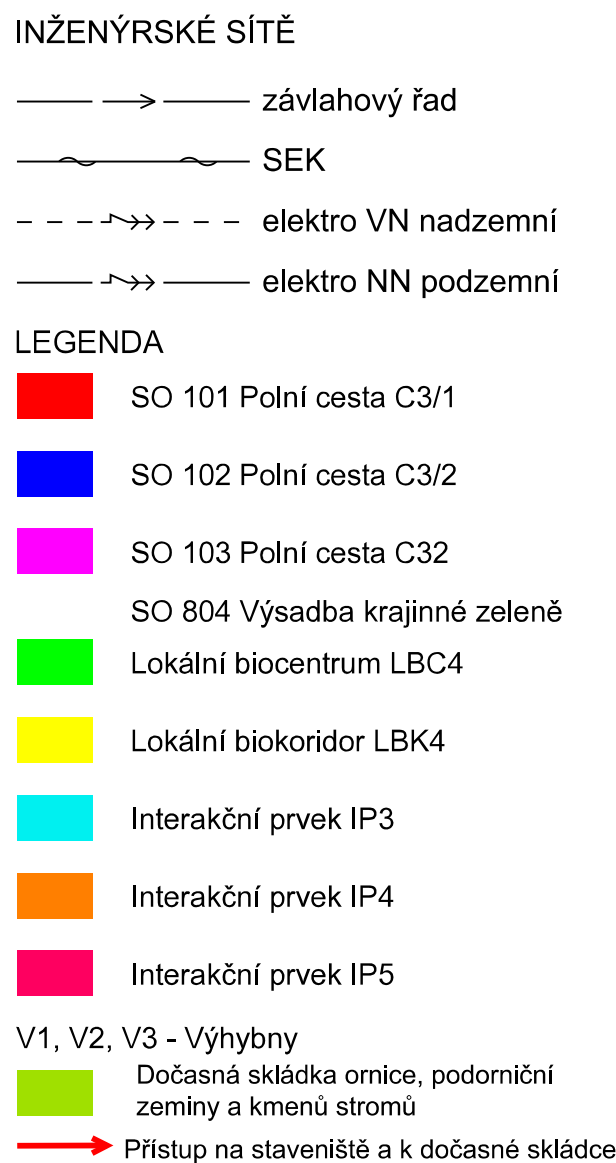 INŽENÝRSKÉ SÍTĚ
závlahový řad
SEK
elektro VN nadzemní
elektro NN podzemní
LEGENDA
SO 101 Polní cesta C3/1
SO 102 Polní cesta C3/2
SO 103 Polní cesta C32
SO 804 Výsadba krajinné zeleně
Lokální biocentrum LBC4
Lokální biokoridor LBK4
Interakční prvek IP3
Interakční prvek IP4
Interakční prvek IP5
V1, V2, V3 - Výhybny
Dočasná skládka ornice, podorniční
zeminy a kmenů stromů
Přístup na staveniště a k dočasné skládce